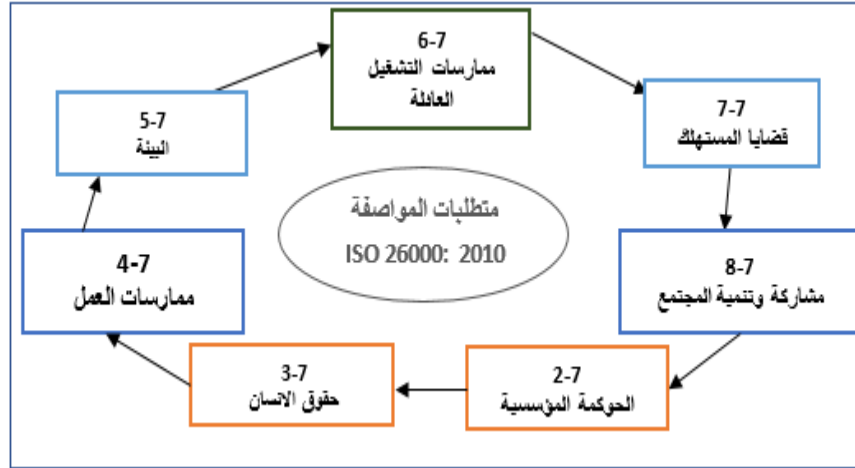 6-7
ممارسات التشغيل
العادلة
7-7
قضايا المستهلك
8-7
مشاركة وتنمية المجتمع
2-7
الحوكمة المؤسسية
3-7
حقوق الانسان
4-7
ممارسات العمل
5-7
البيئة
متطلبات المواصفة
ISO 26000: 2010